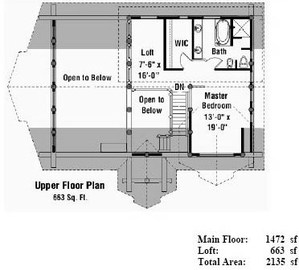 Loft
7'-6" x
16'-0"
WIC
Bath
Open to Below
DN
Open to
Below
Master
Bedroom
13'-0" x
19'-0"
Upper Floor Plan
663 Sq. Ft.
Main Floor: 1472 sf
Loft: 663 sf
Total Area: 2135 sf